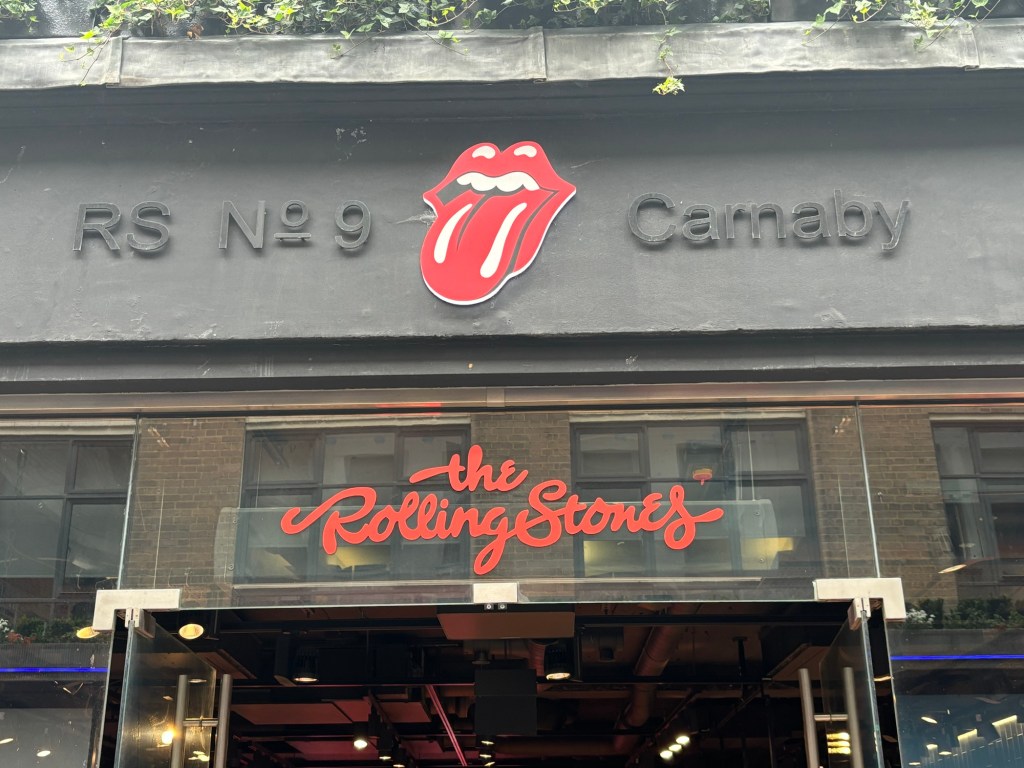 RS Nº 9 Carnaby
the
Rolling Stones